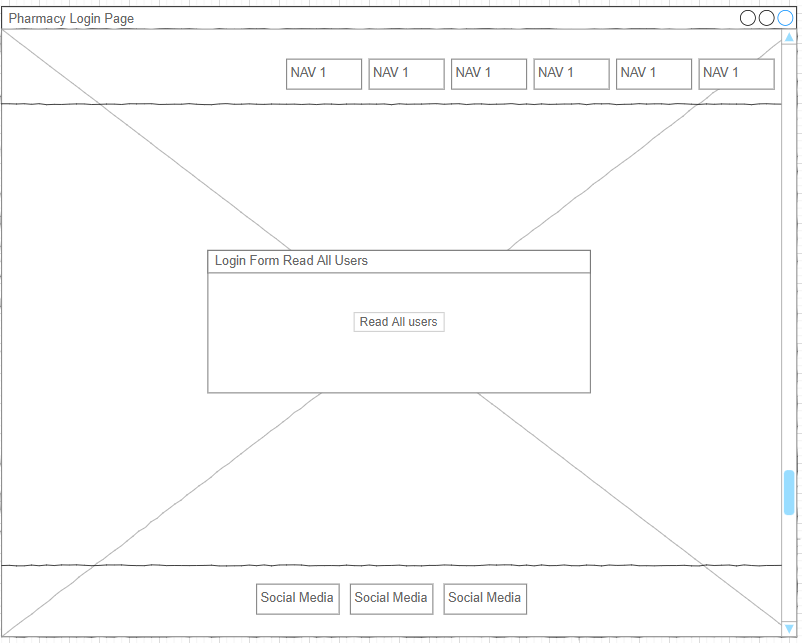 Pharmacy Login Page
NAV 1 NAV 1 NAV 1 NAV 1 NAV 1 NAV 1
Login Form Read All Users
Read All users
Social Media Social Media Social Media